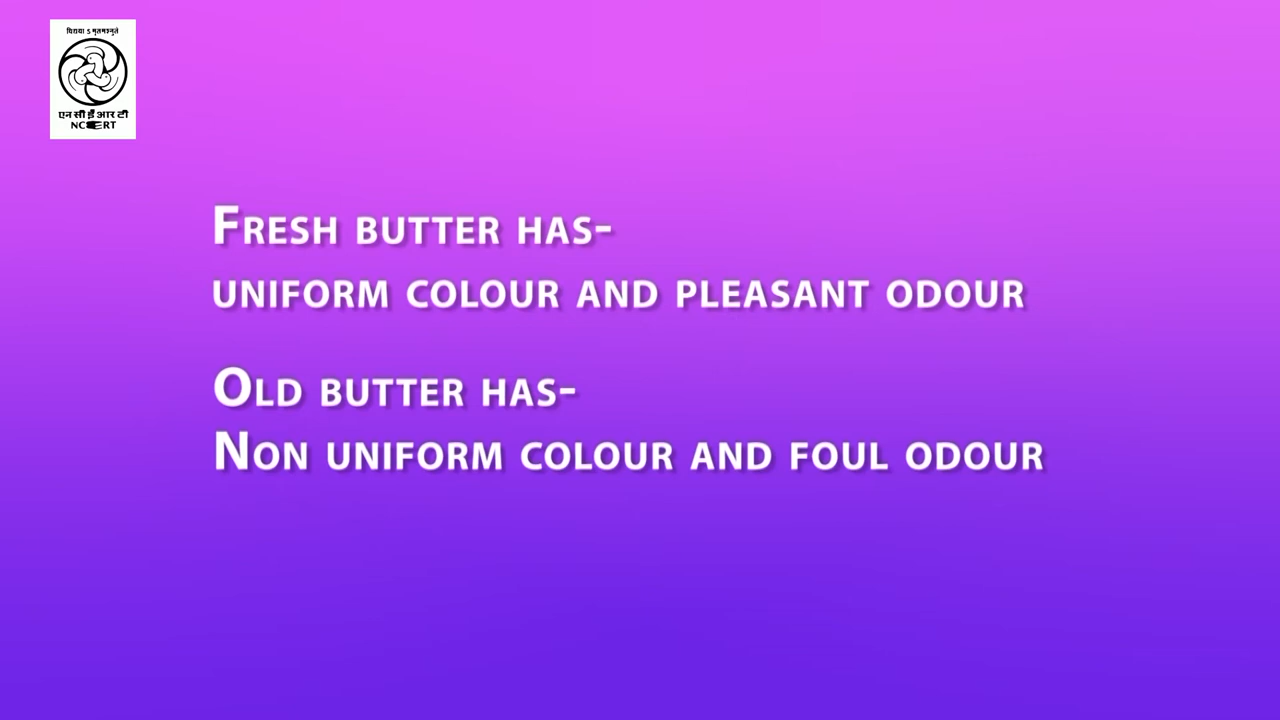 विद्यया ऽ मृतमश्नुते
एन सी ई आर टी
NCERT
Fresh butter has-
uniform colour and pleasant odour
Old butter has-
Non uniform colour and foul odour